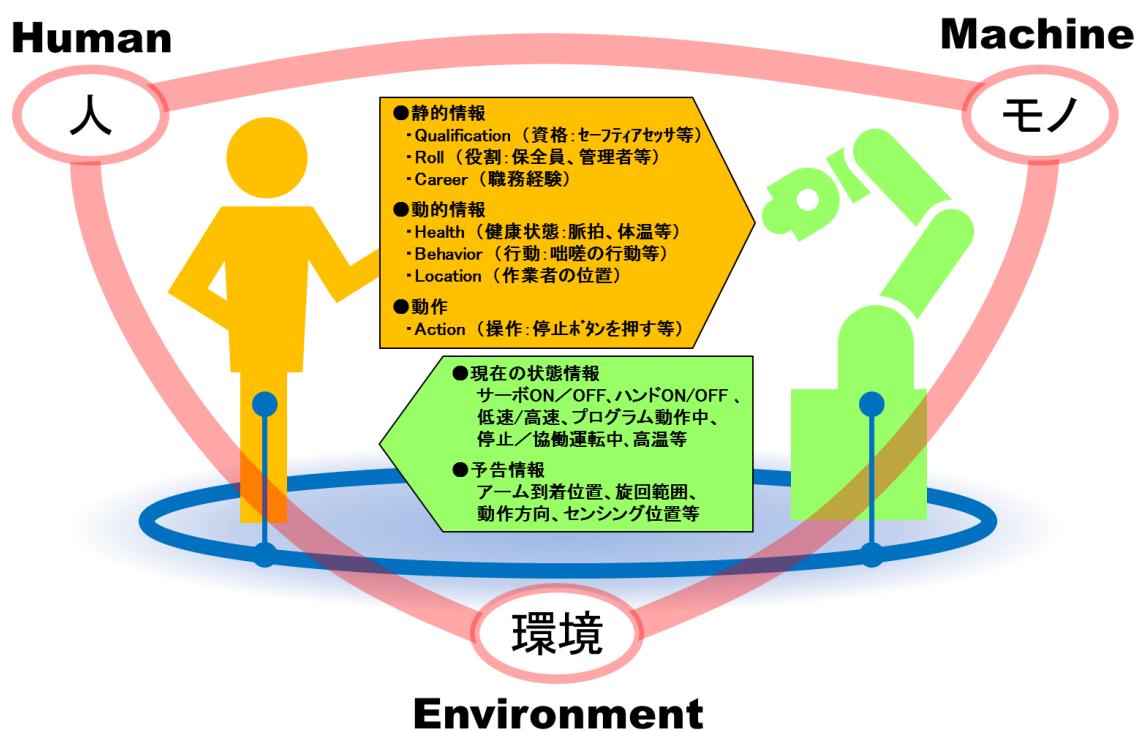 Human
Machine
人
モノ
●静的情報
・Qualification（資格：セーフティアセッサ等）
・Roll（役割：保全員、管理者等）
・Career（職務経験）
●動的情報
・Health（健康状態：脈拍、体温等）
・Behavior（行動：咄嗟の行動等）
・Location（作業者の位置）
●動作
・Action（操作：停止ボタンを押す等）
●現在の状態情報
サーボON／OFF、ハンドON/OFF、
低速/高速、プログラム動作中、
停止／協働運転中、高温等
●予告情報
アーム到着位置、旋回範囲、
動作方向、センシング位置等
環境
Environment